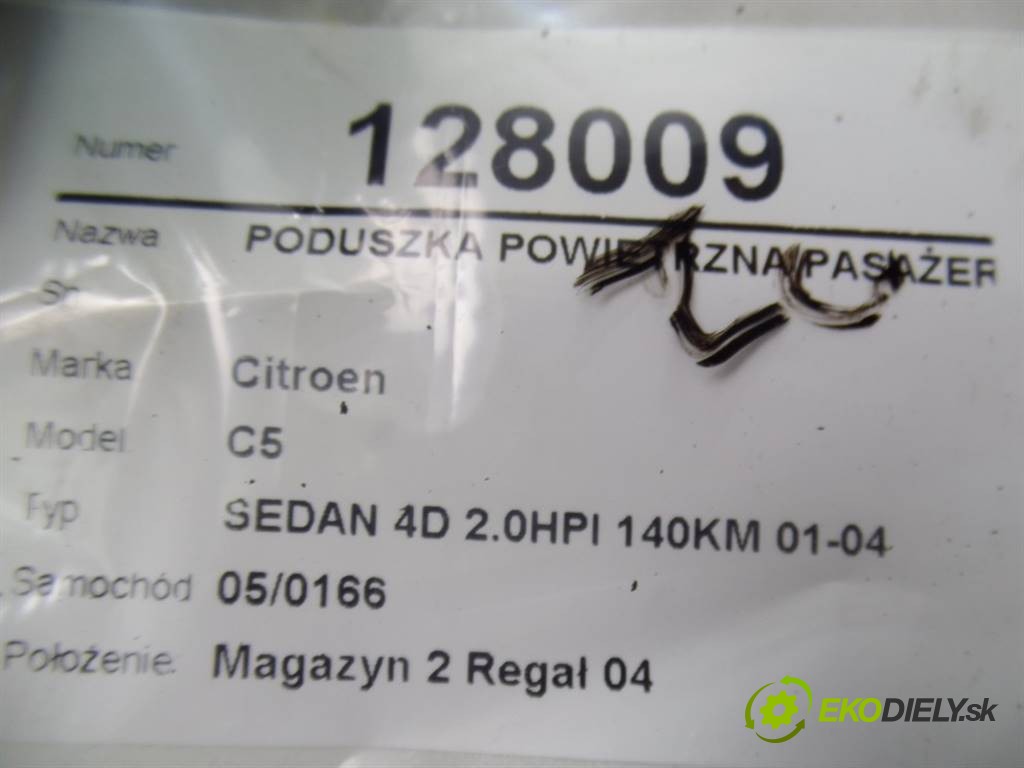 Numer 128009
Nazwa PODUSZKA POWIETRZNA PASAŻER
Sn
Marka Citroen
Model C5
Typ SEDAN 4D 2.0HPI 140KM 01-04
Samochód 05/0166
Położenie Magazyn 2 Regał 04
EKODIELY.sk